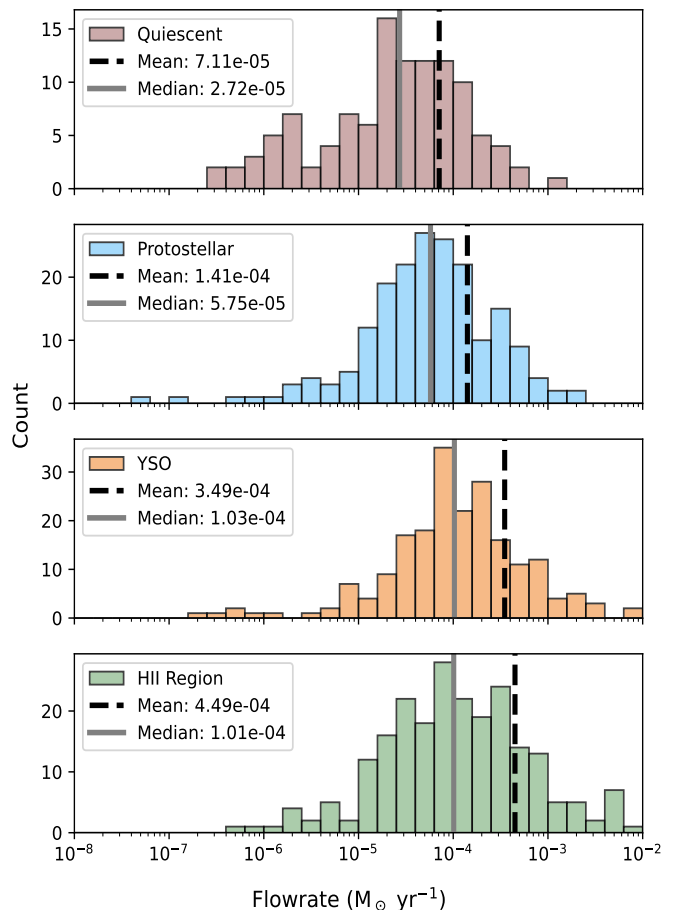 15
10
5
0
Quiescent
Mean: 7.11e-05
Median: 2.72e-05
20
10
0
Protostellar
Mean: 1.41e-04
Median: 5.75e-05
Count
30
20
10
0
YSO
Mean: 3.49e-04
Median: 1.03e-04
20
10
0
HII Region
Mean: 4.49e-04
Median: 1.01e-04
10⁻⁸ 10⁻⁷ 10⁻⁶ 10⁻⁵ 10⁻⁴ 10⁻³ 10⁻²
Flowrate (M⊙ yr⁻¹)